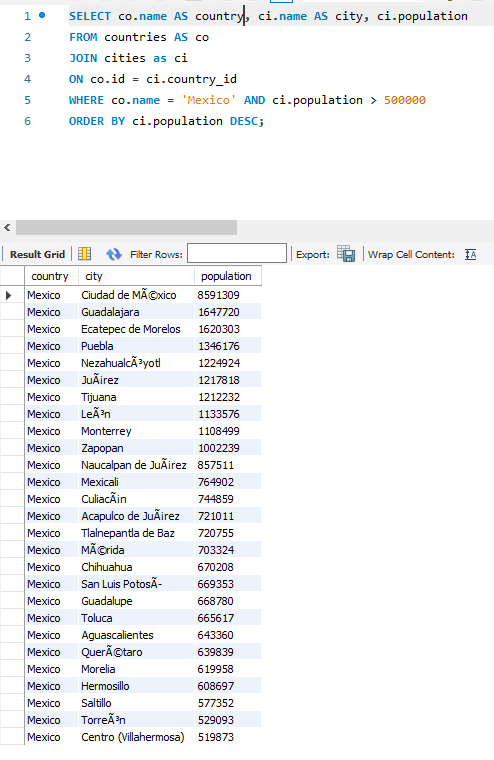 1 SELECT co.name AS country, ci.name AS city, ci.population
2 FROM countries AS co
3 JOIN cities as ci
4 ON co.id = ci.country_id
5 WHERE co.name = 'Mexico' AND ci.population > 500000
6 ORDER BY ci.population DESC;
Result Grid Filter Rows: Export: Wrap Cell Content:
country city population
Mexico Ciudad de MÃ©xico 8591309
Mexico Guadalajara 1647720
Mexico Ecatepec de Morelos 1620303
Mexico Puebla 1346176
Mexico NezahualcÃ³yotl 1224924
Mexico JuÃirez 1217818
Mexico Tijuana 1212232
Mexico LeÃ³n 1133576
Mexico Monterrey 1108499
Mexico Zapopan 1002239
Mexico Naucalpan de JuÃirez 857511
Mexico Mexicali 764902
Mexico CuliacÃin 744859
Mexico Acapulco de JuÃirez 721011
Mexico Tlalnepantla de Baz 720755
Mexico MÃ©rida 703324
Mexico Chihuahua 670208
Mexico San Luis PotosÃ- 669353
Mexico Guadalupe 668780
Mexico Toluca 665617
Mexico Aguascalientes 643360
Mexico QuerÃ©taro 639839
Mexico Morelia 619958
Mexico Hermosillo 608697
Mexico Saltillo 577352
Mexico TorreÃ³n 529093
Mexico Centro (Villahermosa) 519873